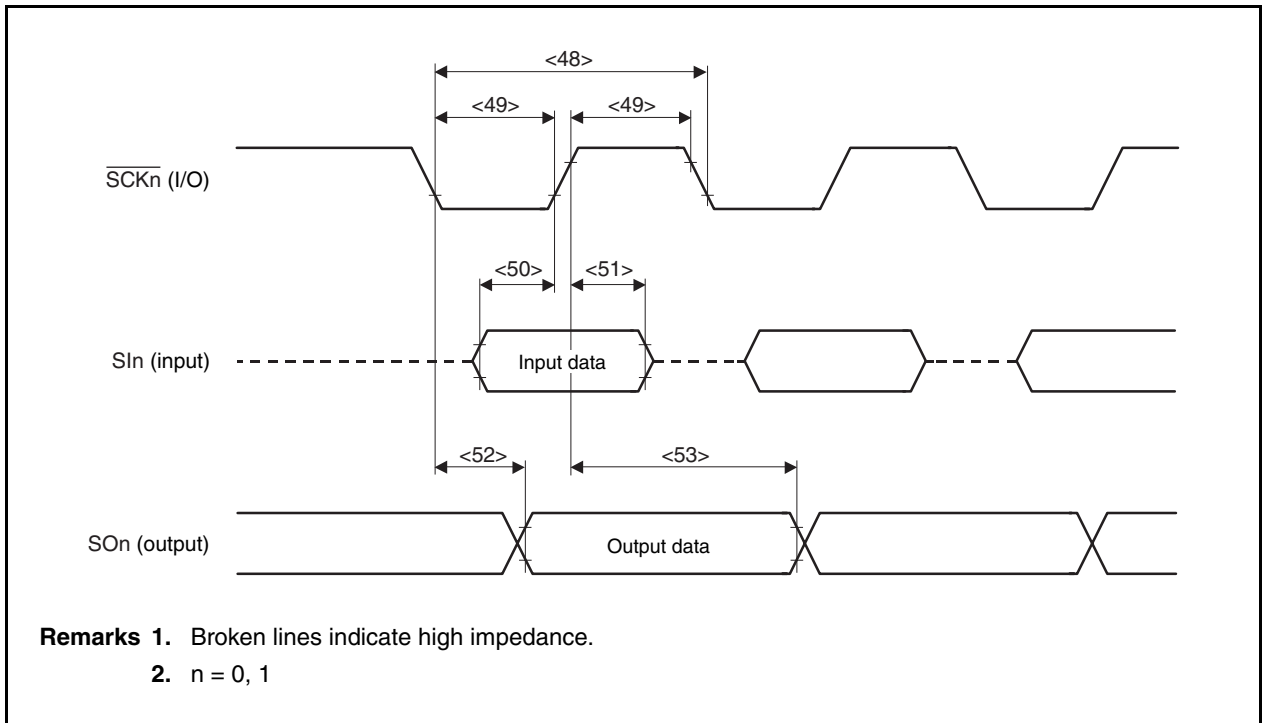 <48>
<49> <49>
SCKn (I/O)
<50> <51>
SIn (input)
Input data
<52> <53>
SOn (output)
Output data
Remarks 1. Broken lines indicate high impedance.
2. n = 0, 1